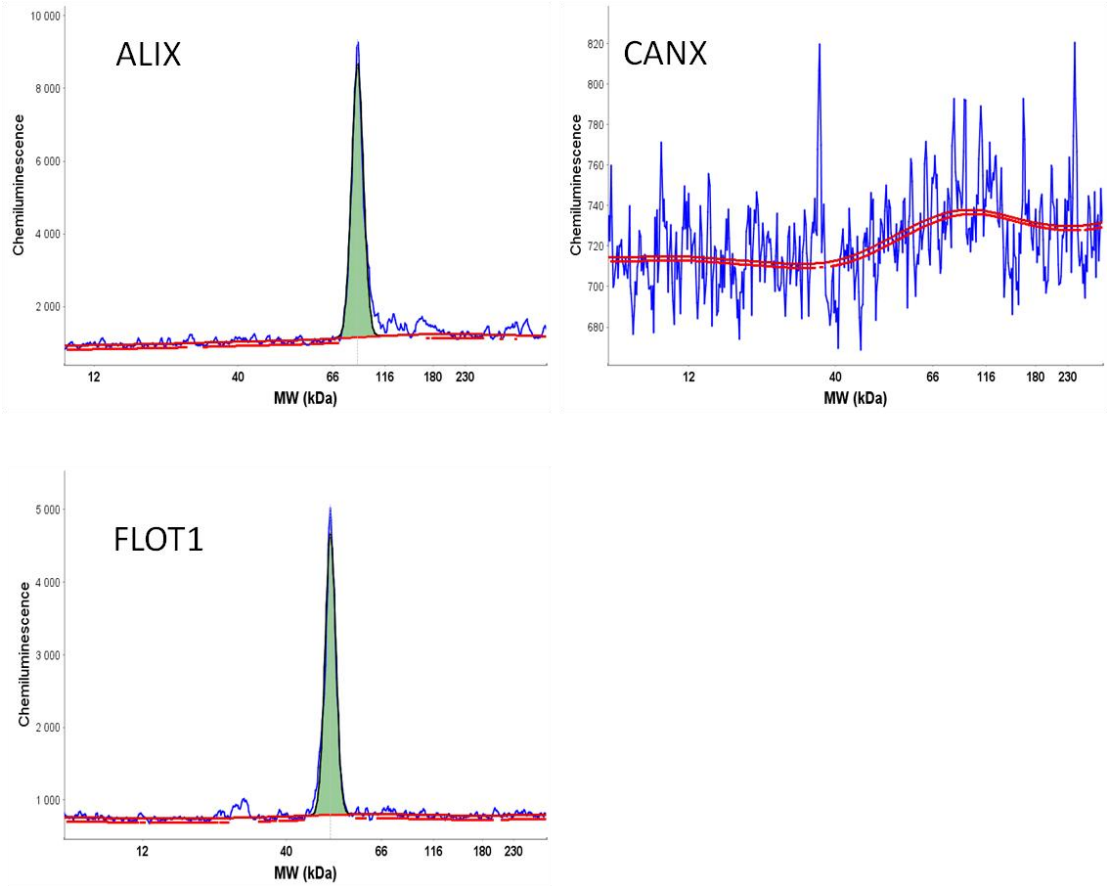 ALIX
Chemiluminescence
10 000
8 000
6 000
4 000
2 000
12 40 66 116 180 230
MW (kDa)
CANX
Chemiluminescence
820
800
780
760
740
720
700
680
12 40 66 116 180 230
MW (kDa)
FLOT1
Chemiluminescence
5 000
4 000
3 000
2 000
1 000
12 40 66 116 180 230
MW (kDa)